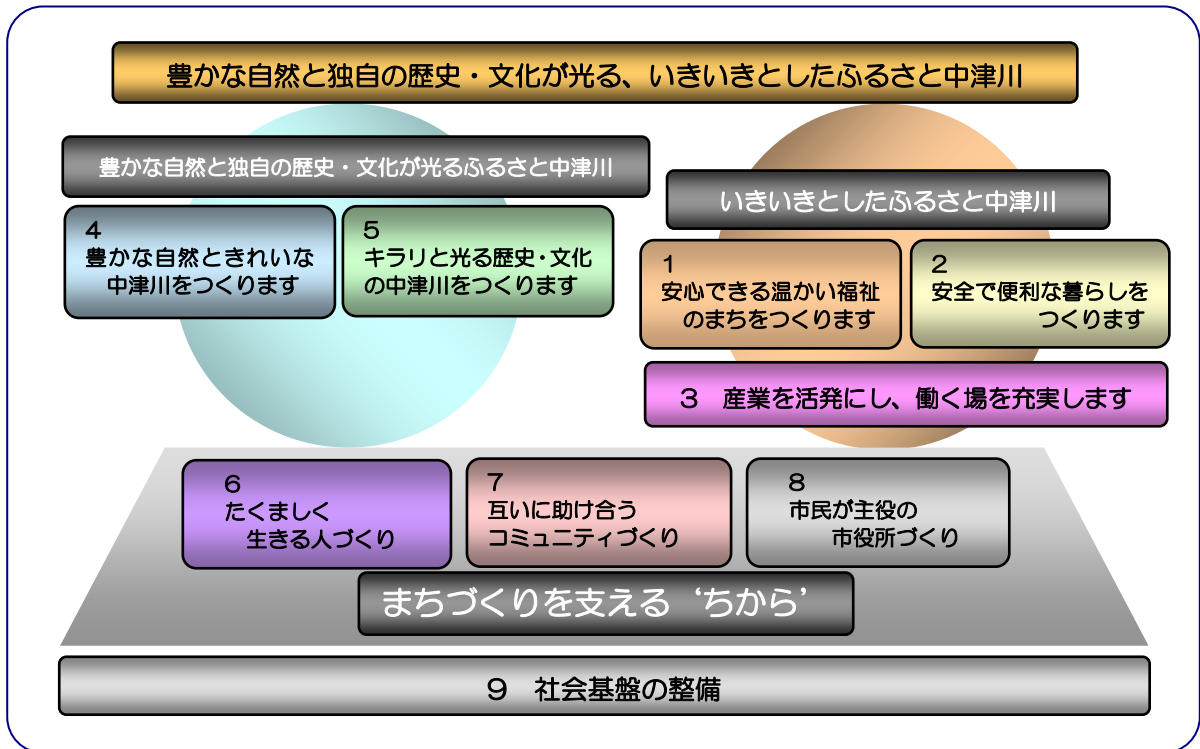 豊かな自然と独自の歴史・文化が光る、いきいきとしたふるさと中津川
豊かな自然と独自の歴史・文化が光るふるさと中津川
4
豊かな自然ときれいな
中津川をつくります
5
キラリと光る歴史・文化
の中津川をつくります
いきいきとしたふるさと中津川
1
安心できる温かい福祉
のまちをつくります
2
安全で便利な暮らしを
つくります
3 産業を活発にし、働く場を充実します
6
たくましく
生きる人づくり
7
互いに助け合う
コミュニティづくり
8
市民が主役の
市役所づくり
まちづくりを支える‘ちから’
9 社会基盤の整備